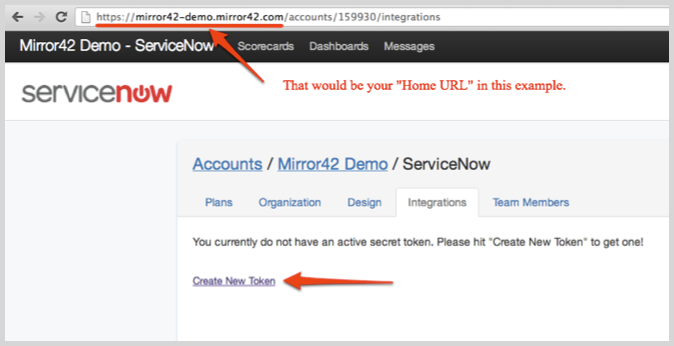 https://mirror42-demo.mirror42.com/accounts/159930/integrations
Mirror42 Demo - ServiceNow Scorecards Dashboards Messages
That would be your "Home URL" in this example.
servicenow
Accounts / Mirror42 Demo / ServiceNow
Plans Organization Design Integrations Team Members
You currently do not have an active secret token. Please hit "Create New Token" to get one!
Create New Token